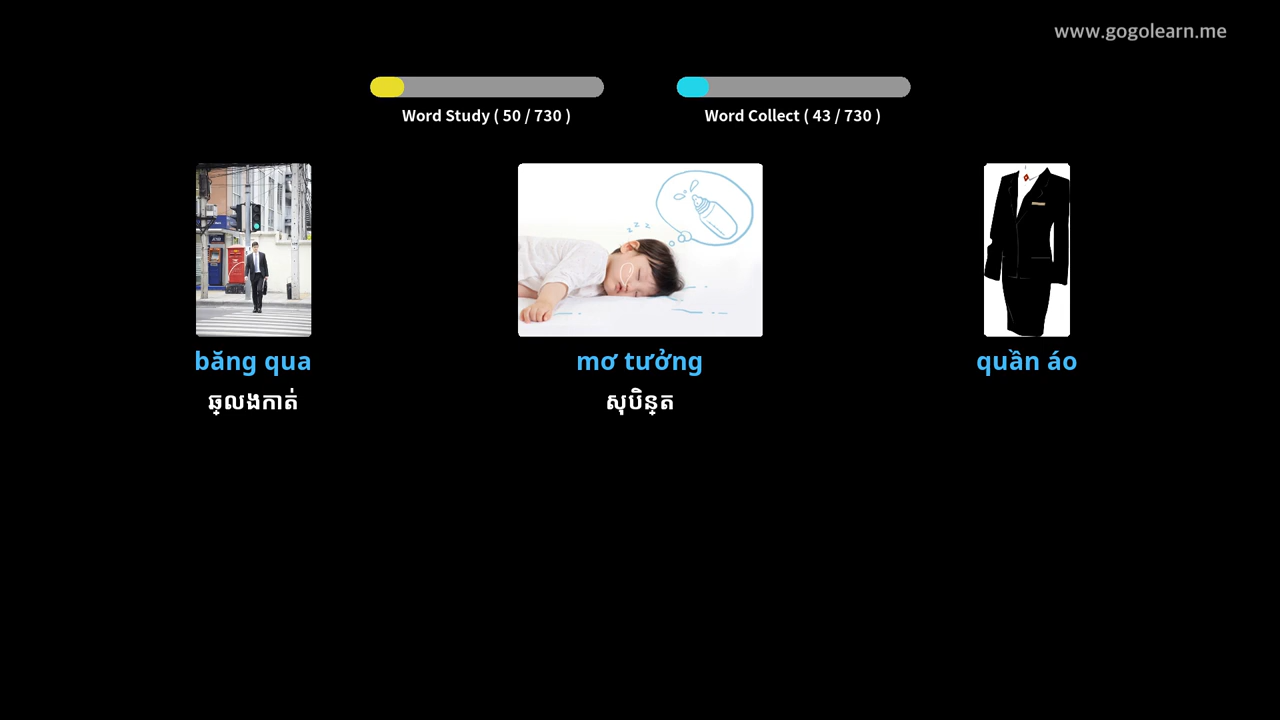 www.gogolearn.me
Word Study ( 50 / 730 )
Word Collect ( 43 / 730 )
băng qua
mơ tưởng
quần áo
ឆ្លងកាត់
សុបិន្ត